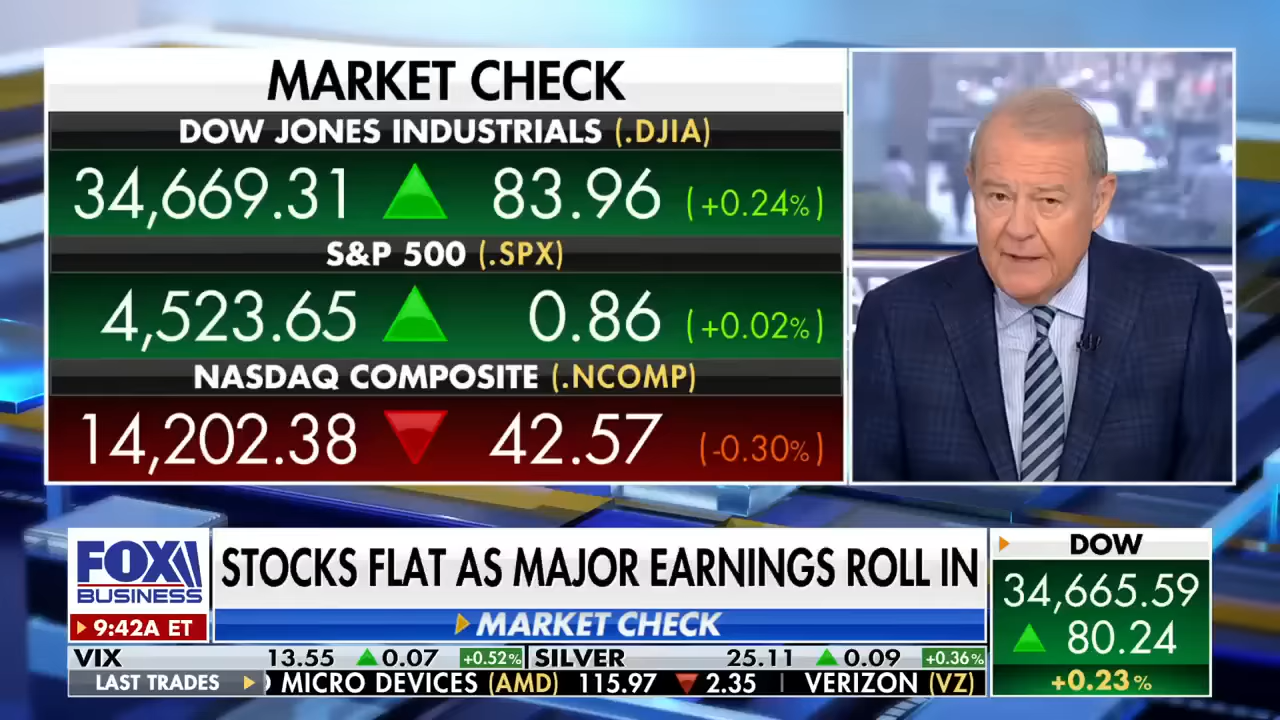 MARKET CHECK
DOW JONES INDUSTRIALS (.DJIA)
34,669.31 ▲ 83.96 (+0.24%)
S&P 500 (.SPX)
4,523.65 ▲ 0.86 (+0.02%)
NASDAQ COMPOSITE (.NCOMP)
14,202.38 ▼ 42.57 (-0.30%)
FOX
BUSINESS
9:42A ET
STOCKS FLAT AS MAJOR EARNINGS ROLL IN
MARKET CHECK
DOW
34,665.59
▲ 80.24
+0.23%
VIX 13.55 ▲ 0.07 +0.52% SILVER 25.11 ▲ 0.09 +0.36%
LAST TRADES MICRO DEVICES (AMD) 115.97 ▼ 2.35 | VERIZON (VZ)